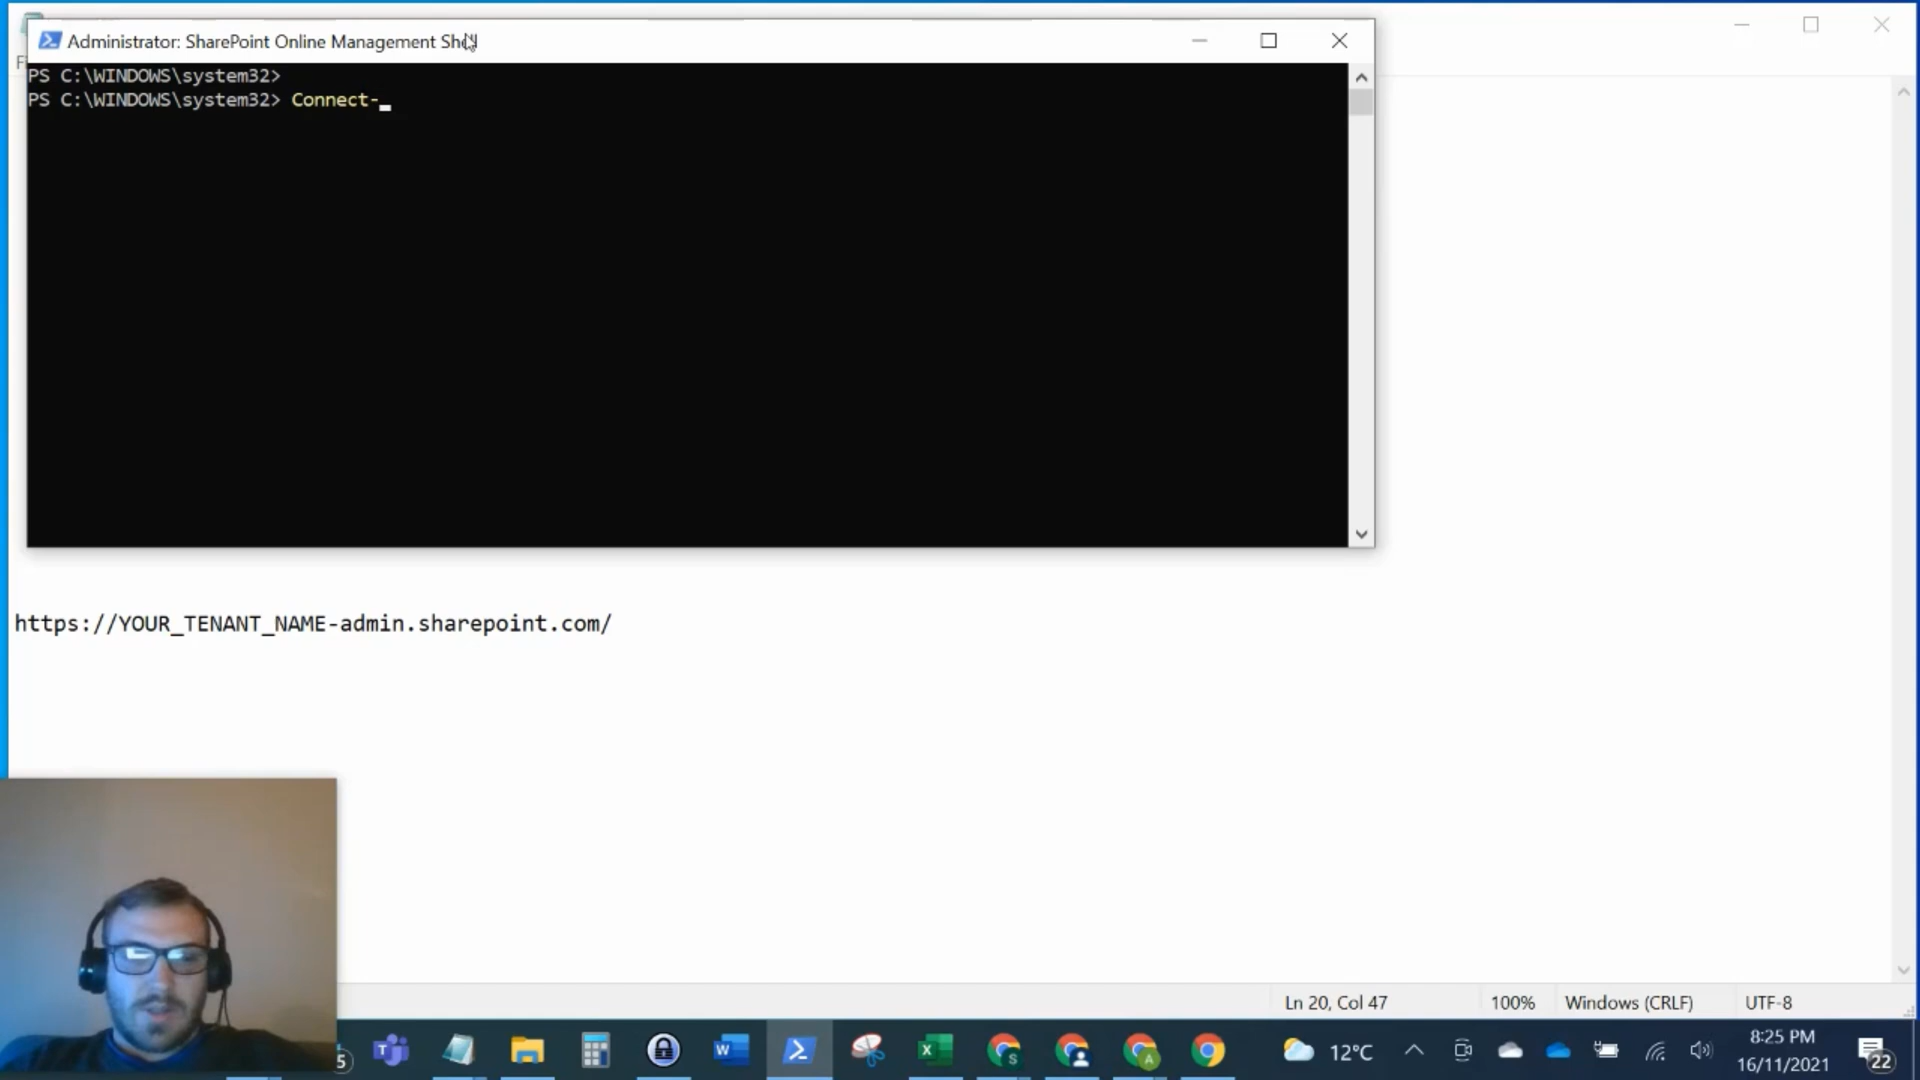 Administrator: SharePoint Online Management Shell
PS C:\WINDOWS\system32>
PS C:\WINDOWS\system32> Connect-_
https://YOUR_TENANT_NAME-admin.sharepoint.com/
Ln 20, Col 47
100%
Windows (CRLF)
UTF-8
5
T
W
X
S
A
12°C
8:25 PM
16/11/2021
22